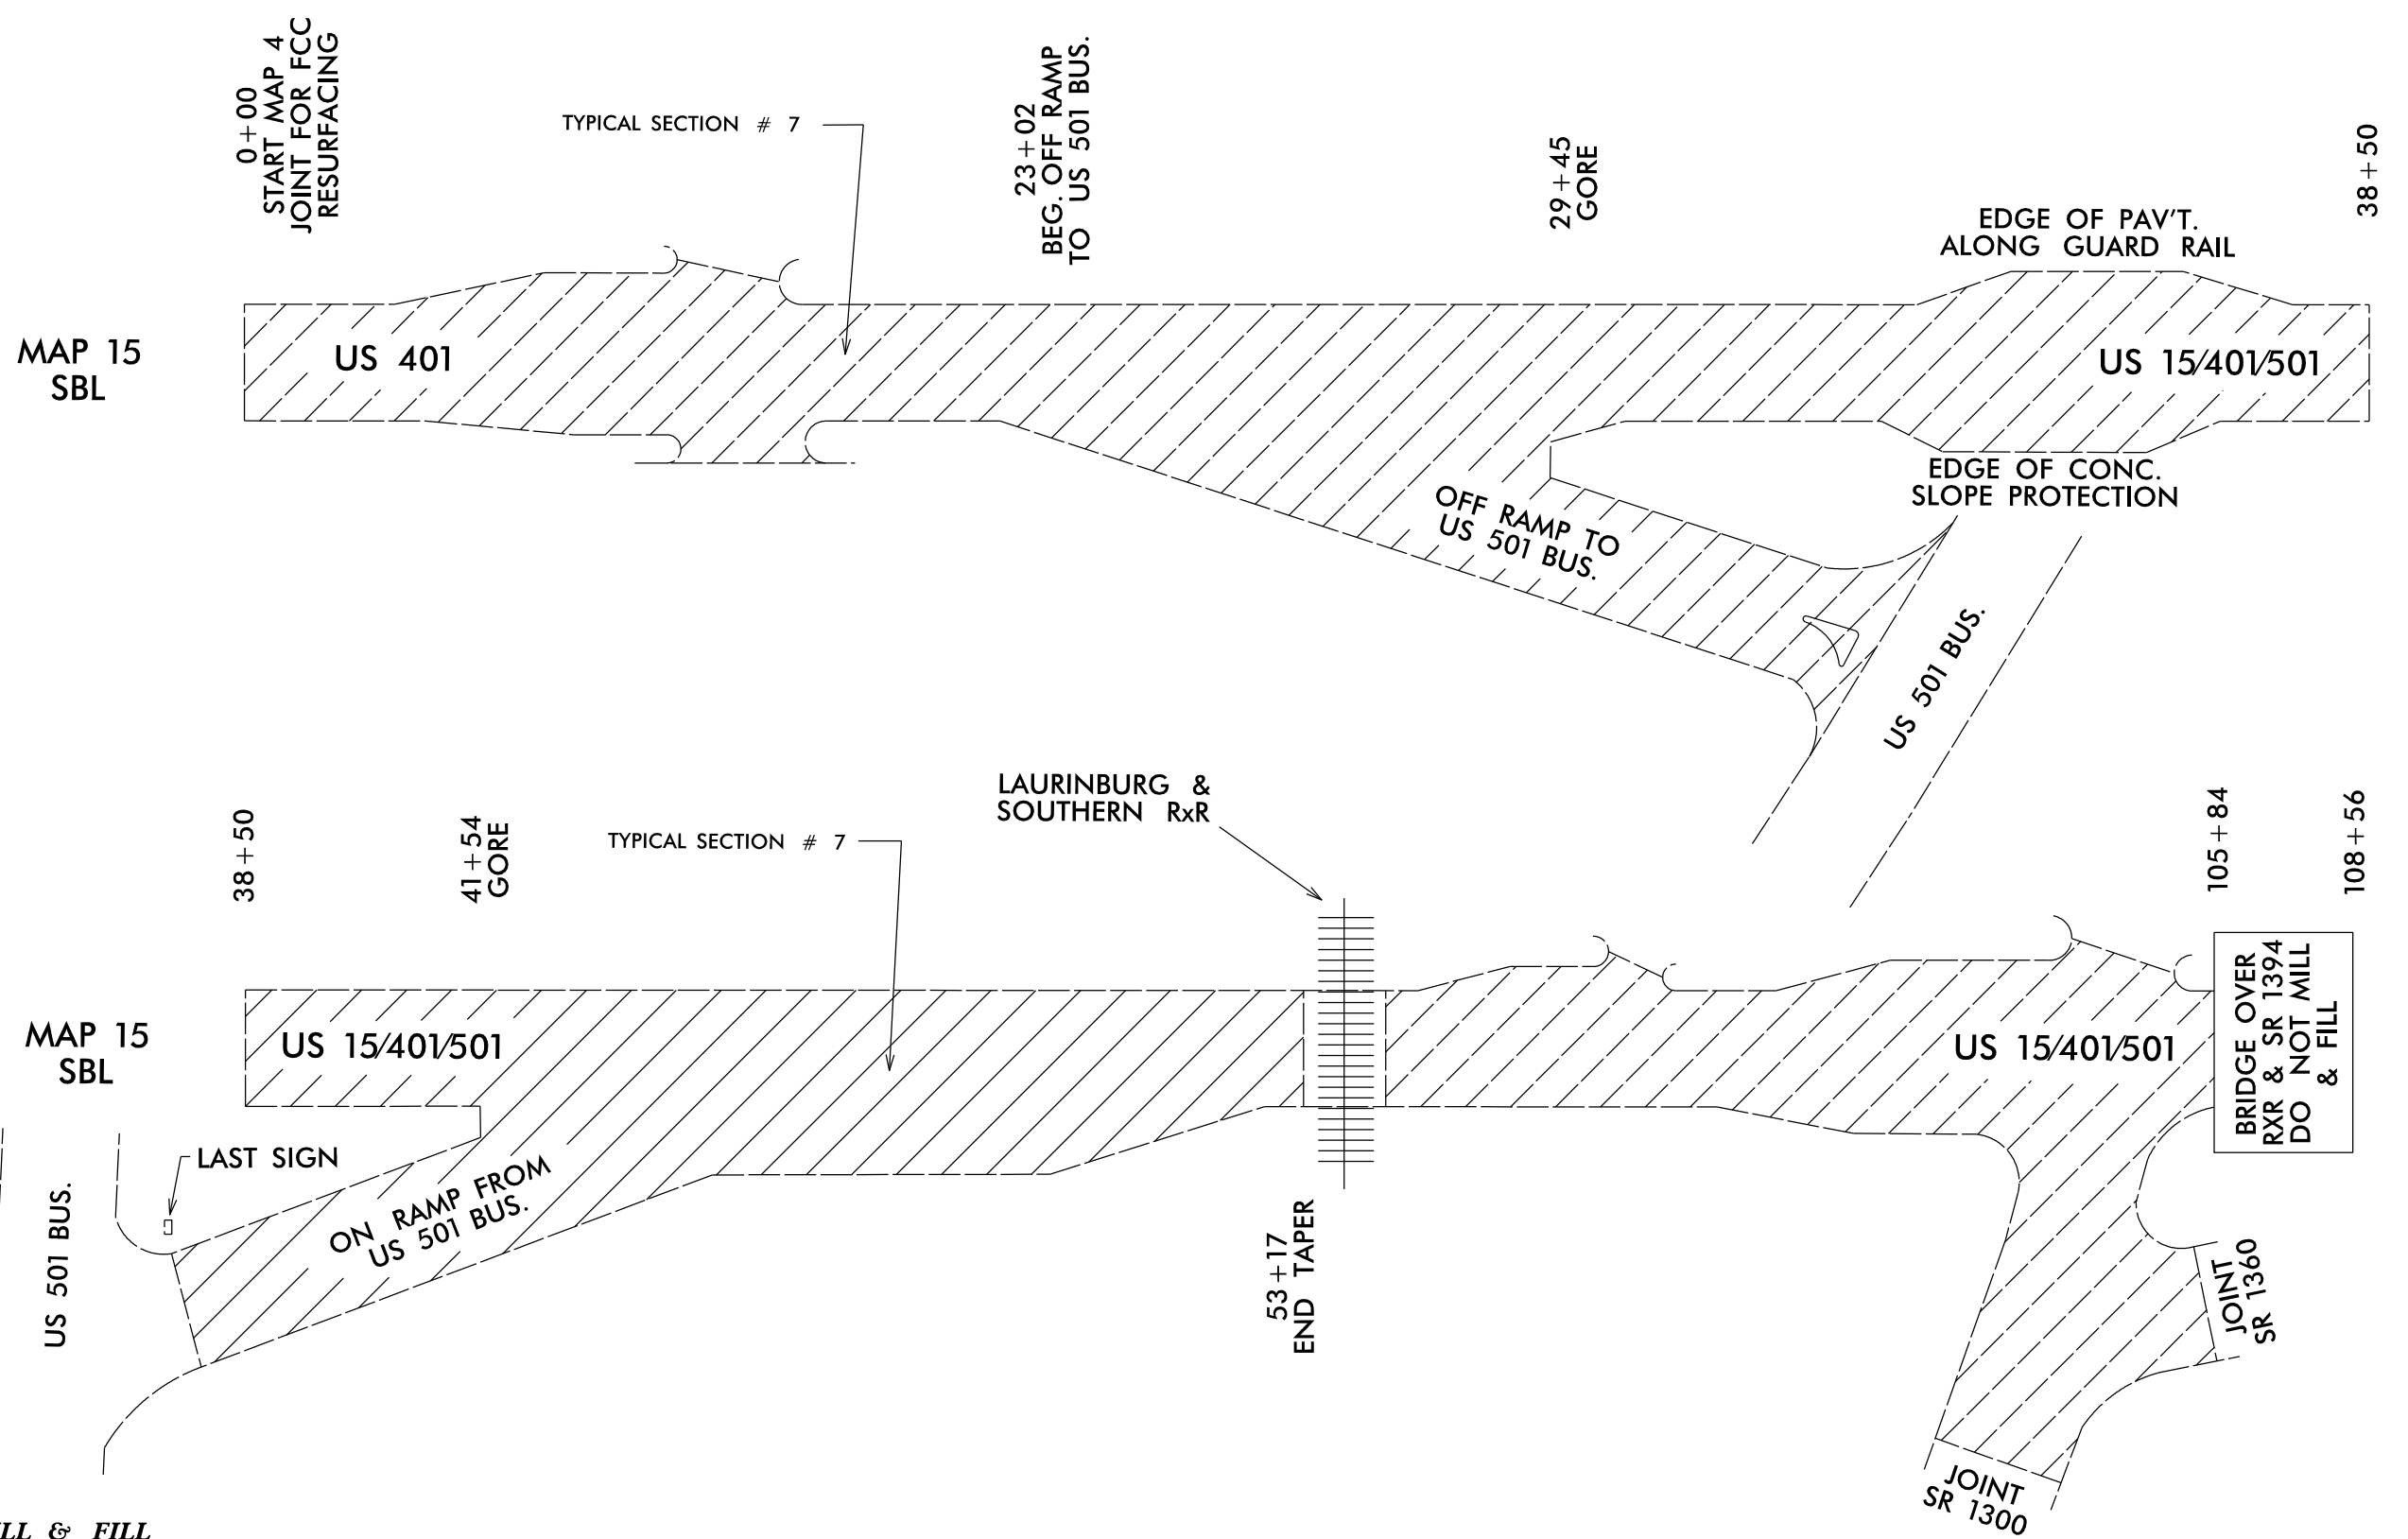 0+00
START MAP 4
JOINT FOR FCC
RESURFACING
TYPICAL SECTION # 7
23+02
BEG. OFF RAMP
TO US 501 BUS.
29+45
GORE
38+50
EDGE OF PAV'T.
ALONG GUARD RAIL
MAP 15
SBL
US 401
US 15/401/501
EDGE OF CONC.
SLOPE PROTECTION
OFF RAMP TO
US 501 BUS.
US 501 BUS.
38+50
41+54
GORE
TYPICAL SECTION # 7
LAURINBURG &
SOUTHERN RxR
105+84
108+56
MAP 15
SBL
US 15/401/501
US 15/401/501
BRIDGE OVER
RXR & SR 1394
DO NOT MILL
& FILL
LAST SIGN
US 501 BUS.
ON RAMP FROM
US 501 BUS.
53+17
END TAPER
JOINT
SR 1360
JOINT
SR 1300
& FILL